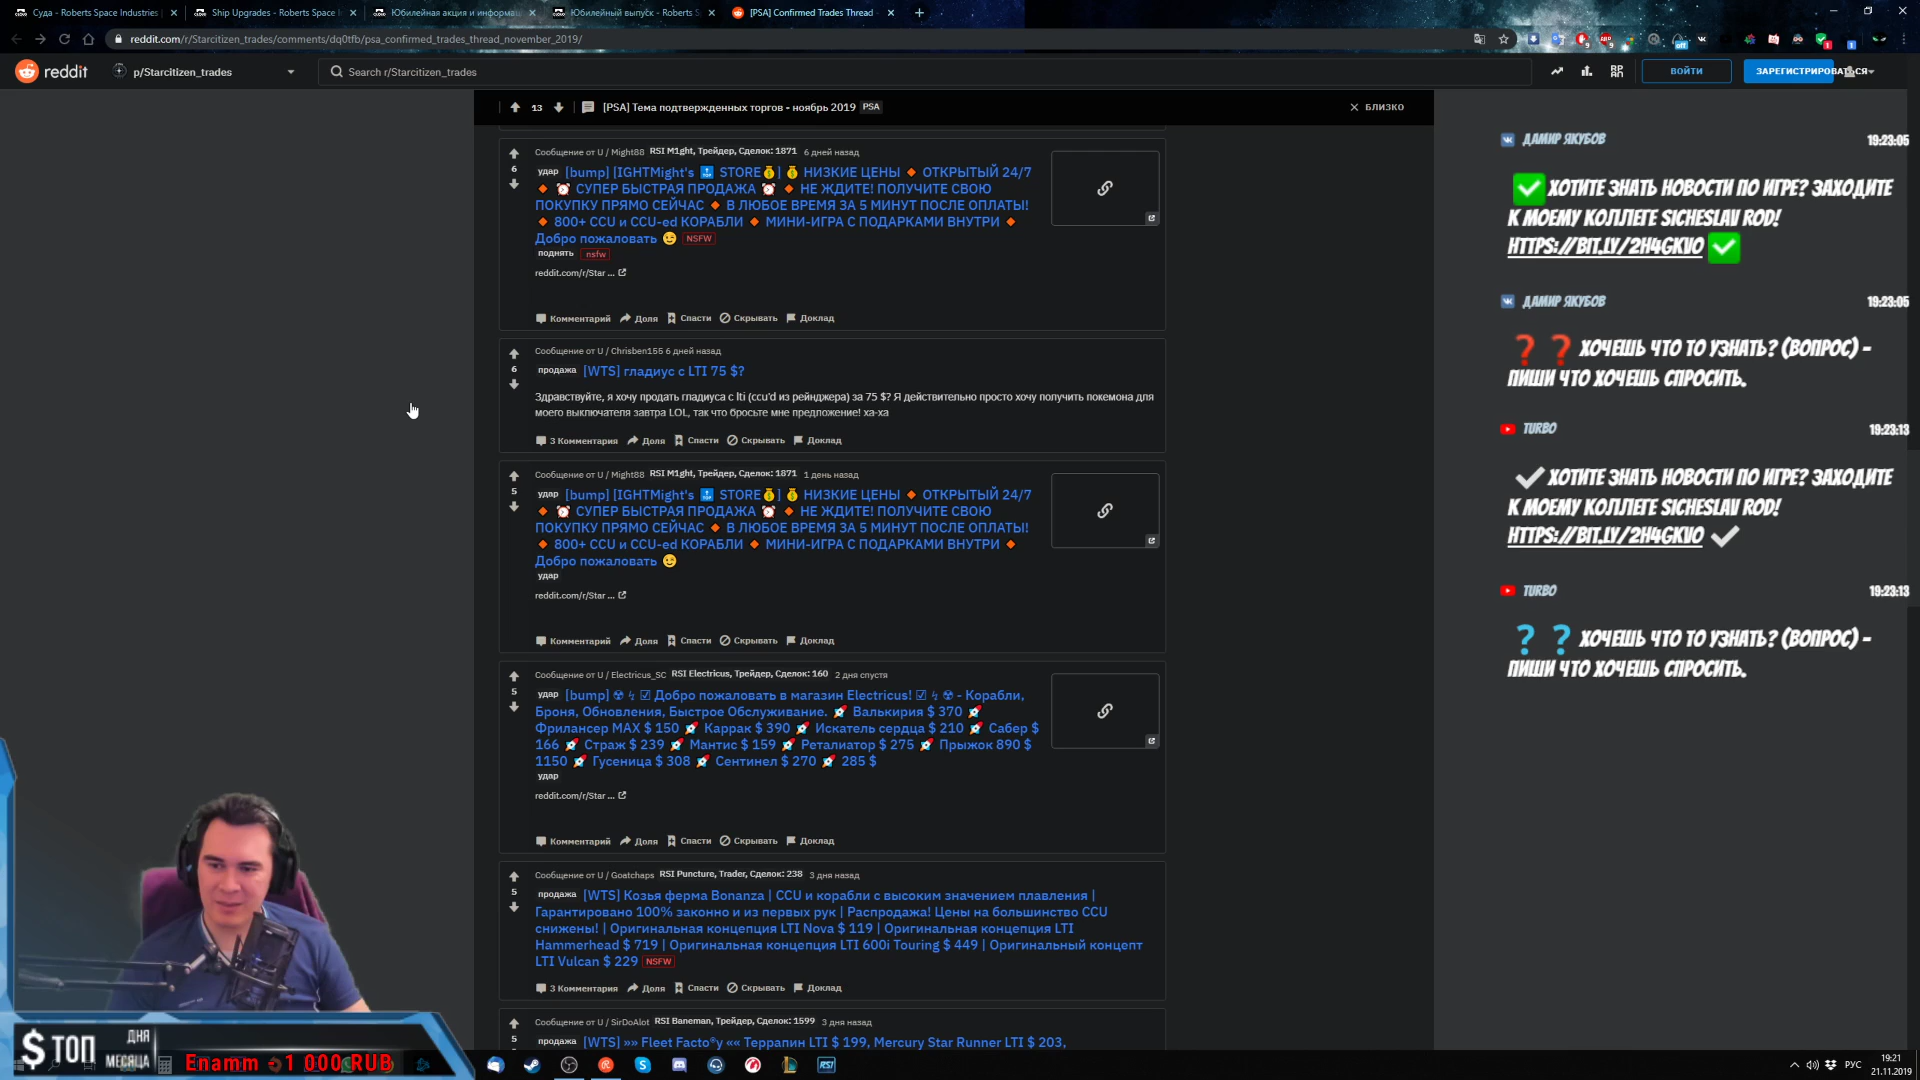 Суда - Roberts Space Industries
Ship Upgrades - Roberts Space I
Юбилейная акция и информа
Юбилейный выпуск - Roberts S
[PSA] Confirmed Trades Thread -
reddit.com/r/Starcitizen_trades/comments/dq0tfb/psa_confirmed_trades_thread_november_2019/
reddit
p/Starcitizen_trades
Search r/Starcitizen_trades
ВОЙТИ
ЗАРЕГИСТРИРОВАТЬСЯ
13
[PSA] Тема подтвержденных торгов - ноябрь 2019 PSA
БЛИЗКО
Сообщение от U / Might88 RSI M1ght, Трейдер, Сделок: 1871 6 дней назад
6
удар [bump] [IGHTMight's STORE💰] 💰 НИЗКИЕ ЦЕНЫ 🔸 ОТКРЫТЫЙ 24/7
🔸 ⏰ СУПЕР БЫСТРАЯ ПРОДАЖА ⏰ 🔸 НЕ ЖДИТЕ! ПОЛУЧИТЕ СВОЮ
ПОКУПКУ ПРЯМО СЕЙЧАС 🔸 В ЛЮБОЕ ВРЕМЯ ЗА 5 МИНУТ ПОСЛЕ ОПЛАТЫ!
🔸 800+ CCU и CCU-ed КОРАБЛИ 🔸 МИНИ-ИГРА С ПОДАРКАМИ ВНУТРИ 🔸
Добро пожаловать 😉 NSFW
поднять nsfw
reddit.com/r/Star ...
Комментарий Доля Спасти Скрывать Доклад
Сообщение от U / Chrisben155 6 дней назад
6
продажа [WTS] гладиус с LTI 75 $?
Здравствуйте, я хочу продать гладиуса с lti (ccu'd из рейнджера) за 75 $? Я действительно просто хочу получить покемона для
моего выключателя завтра LOL, так что бросьте мне предложение! ха-ха
3 Комментария Доля Спасти Скрывать Доклад
Сообщение от U / Might88 RSI M1ght, Трейдер, Сделок: 1871 1 день назад
5
удар [bump] [IGHTMight's STORE💰] 💰 НИЗКИЕ ЦЕНЫ 🔸 ОТКРЫТЫЙ 24/7
🔸 ⏰ СУПЕР БЫСТРАЯ ПРОДАЖА ⏰ 🔸 НЕ ЖДИТЕ! ПОЛУЧИТЕ СВОЮ
ПОКУПКУ ПРЯМО СЕЙЧАС 🔸 В ЛЮБОЕ ВРЕМЯ ЗА 5 МИНУТ ПОСЛЕ ОПЛАТЫ!
🔸 800+ CCU и CCU-ed КОРАБЛИ 🔸 МИНИ-ИГРА С ПОДАРКАМИ ВНУТРИ 🔸
Добро пожаловать 😉
удар
reddit.com/r/Star ...
Комментарий Доля Спасти Скрывать Доклад
Сообщение от U / Electricus_SC RSI Electricus, Трейдер, Сделок: 160 2 дня спустя
5
удар [bump] ☢ ϟ ☑ Добро пожаловать в магазин Electricus! ☑ ϟ ☢ - Корабли,
Броня, Обновления, Быстрое Обслуживание. 🚀 Валькирия $ 370 🚀
Фрилансер MAX $ 150 🚀 Каррак $ 390 🚀 Искатель сердца $ 210 🚀 Сабер $
166 🚀 Страж $ 239 🚀 Мантис $ 159 🚀 Реталиатор $ 275 🚀 Прыжок 890 $
1150 🚀 Гусеница $ 308 🚀 Сентинел $ 270 🚀 285 $
удар
reddit.com/r/Star ...
Комментарий Доля Спасти Скрывать Доклад
Сообщение от U / Goatchaps RSI Puncture, Trader, Сделок: 238 3 дня назад
5
продажа [WTS] Козья ферма Bonanza | CCU и корабли с высоким значением плавления |
Гарантировано 100% законно и из первых рук | Распродажа! Цены на большинство CCU
снижены! | Оригинальная концепция LTI Nova $ 119 | Оригинальная концепция LTI
Hammerhead $ 719 | Оригинальная концепция LTI 600i Touring $ 449 | Оригинальный концепт
LTI Vulcan $ 229 NSFW
3 Комментария Доля Спасти Скрывать Доклад
Сообщение от U / SirDoAlot RSI Baneman, Трейдер, Сделок: 1599 3 дня назад
5
продажа [WTS] »» Fleet Facto®y «« Террапин LTI $ 199, Mercury Star Runner LTI $ 203,
ДАМИР ЯКУБОВ 19:23:05
✅ ХОТИТЕ ЗНАТЬ НОВОСТИ ПО ИГРЕ? ЗАХОДИТЕ
К МОЕМУ КОЛЛЕГЕ SICHESLAV ROD!
HTTPS://BIT.LY/2H4GKVO ✅
ДАМИР ЯКУБОВ 19:23:05
❓ ❓ ХОЧЕШЬ ЧТО ТО УЗНАТЬ? (ВОПРОС) -
ПИШИ ЧТО ХОЧЕШЬ СПРОСИТЬ.
TURBO 19:23:13
✔ ХОТИТЕ ЗНАТЬ НОВОСТИ ПО ИГРЕ? ЗАХОДИТЕ
К МОЕМУ КОЛЛЕГЕ SICHESLAV ROD!
HTTPS://BIT.LY/2H4GKVO ✔
TURBO 19:23:13
❓ ❓ ХОЧЕШЬ ЧТО ТО УЗНАТЬ? (ВОПРОС) -
ПИШИ ЧТО ХОЧЕШЬ СПРОСИТЬ.
$ ТОП ДНЯ
МЕСЯЦА
Enamm - 1 000 RUB
RSI
РУС
19:21
21.11.2019